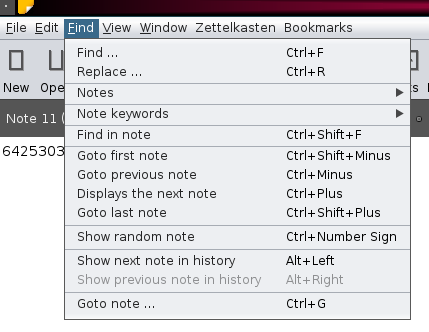 File Edit Find View Window Zettelkasten Bookmarks
Find ... Ctrl+F
Replace ... Ctrl+R
New
Notes
Note keywords
Note 11 (
Find in note Ctrl+Shift+F
6425303
Goto first note Ctrl+Shift+Minus
Goto previous note Ctrl+Minus
Displays the next note Ctrl+Plus
Goto last note Ctrl+Shift+Plus
Show random note Ctrl+Number Sign
Show next note in history Alt+Left
Show previous note in history Alt+Right
Goto note ... Ctrl+G